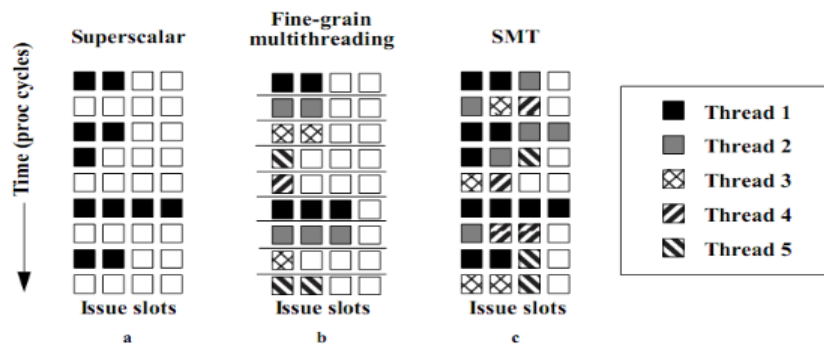 Superscalar
Fine-grain
multithreading
SMT
Time (proc cycles)
Issue slots
Issue slots
Issue slots
a
b
c
Thread 1
Thread 2
Thread 3
Thread 4
Thread 5